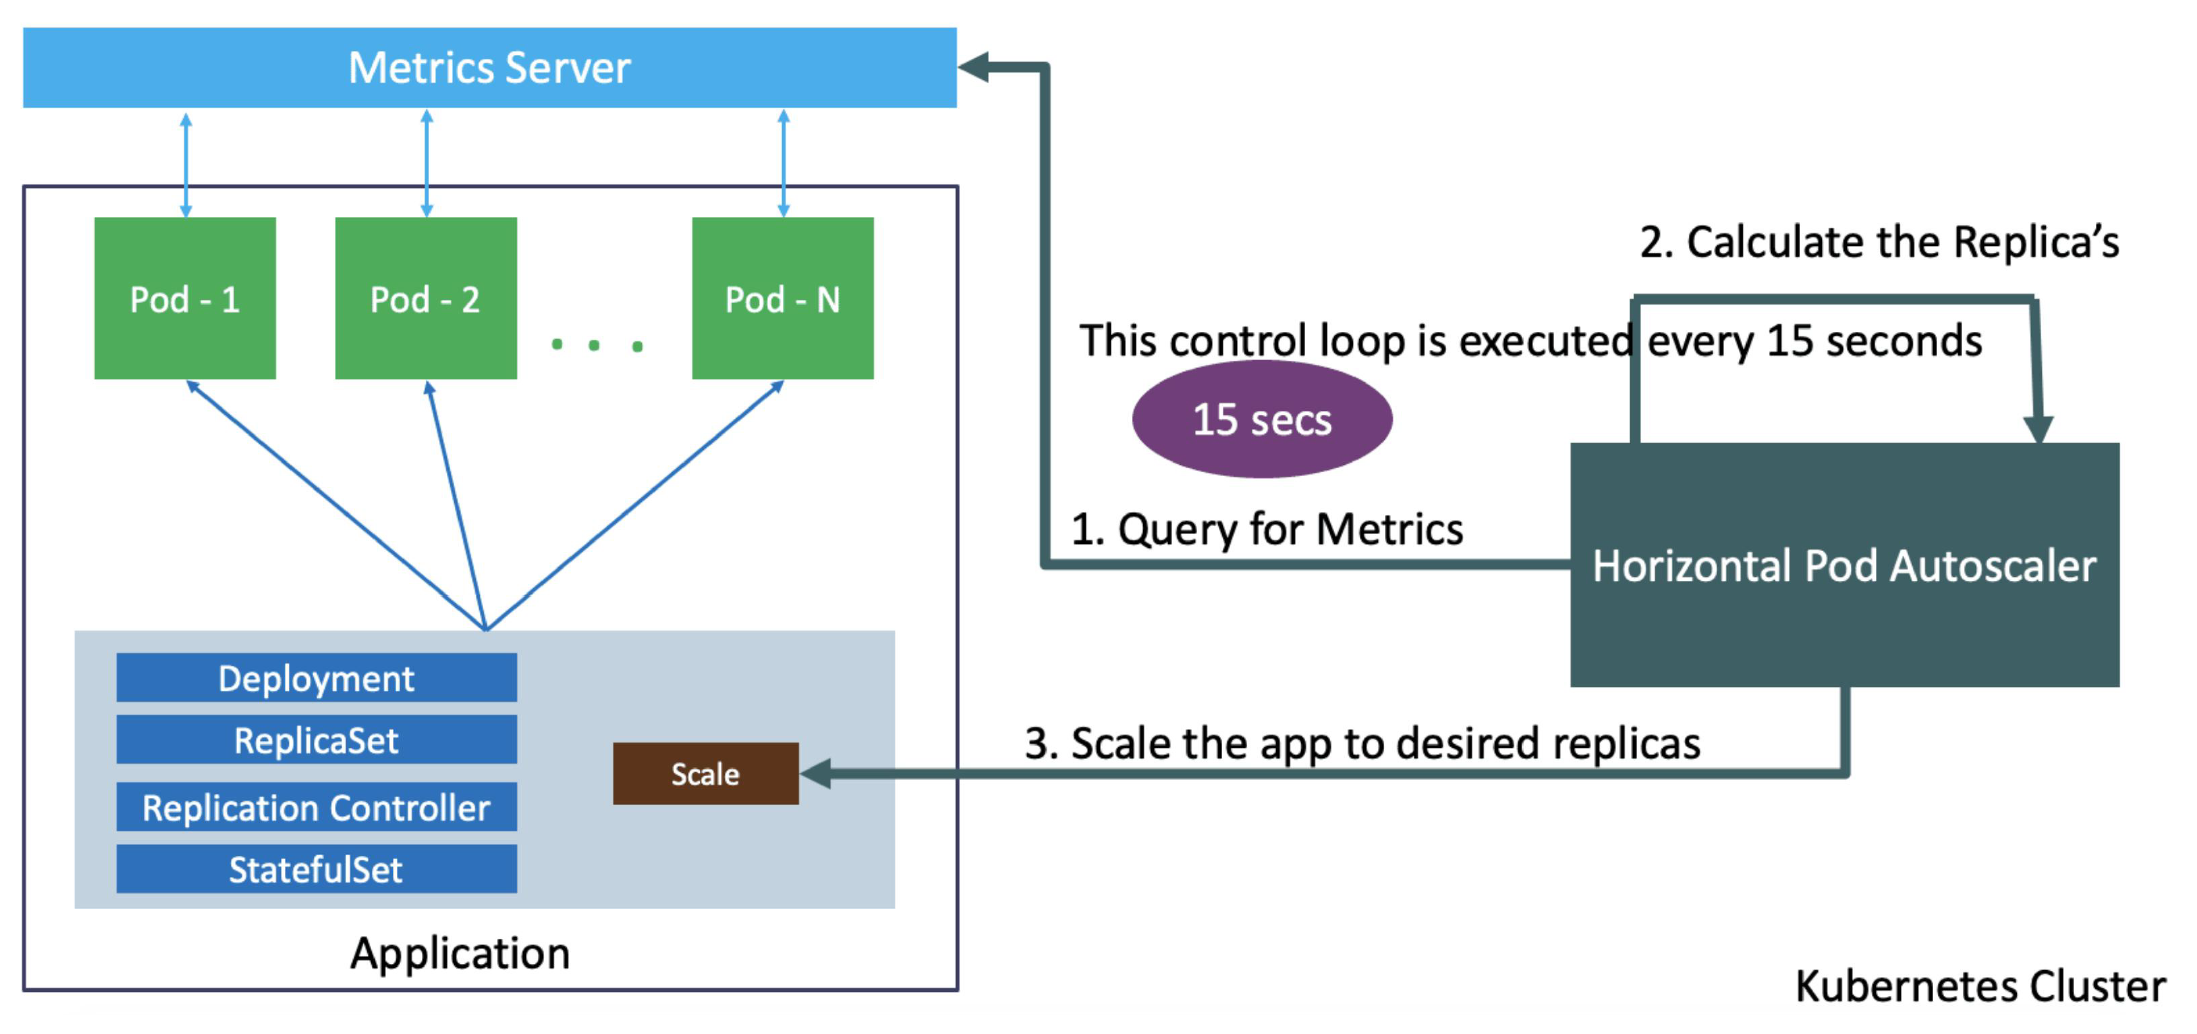 Metrics Server
Pod - 1
Pod - 2
. . .
Pod - N
2. Calculate the Replica’s
This control loop is executed every 15 seconds
15 secs
1. Query for Metrics
Horizontal Pod Autoscaler
Deployment
ReplicaSet
Replication Controller
StatefulSet
Scale
3. Scale the app to desired replicas
Application
Kubernetes Cluster